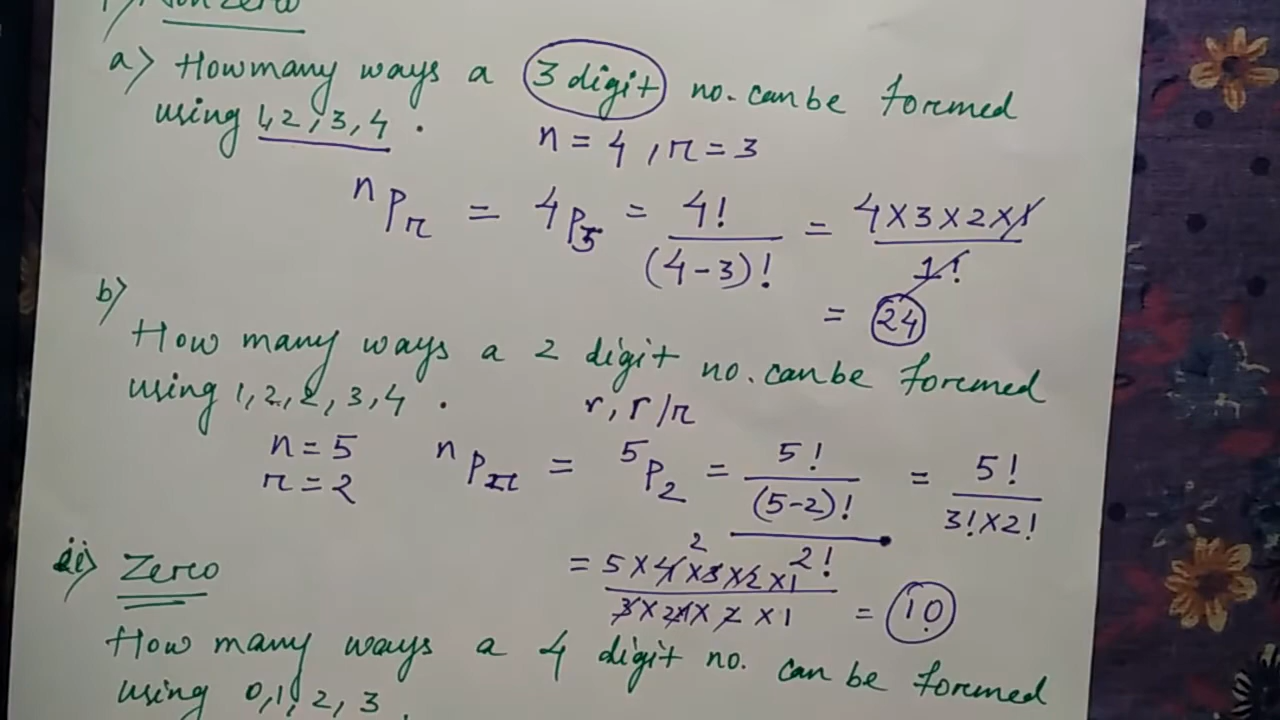 i) Non zero
a) How many ways a 3 digit no. can be formed
using 1,2,3,4 .
n = 4 , r = 3
nPr = 4P3 = 4!/(4-3)! = 4×3×2×1/1!
= 24
b)
How many ways a 2 digit no. can be formed
using 1,2,2,3,4 .
r, r/r
n = 5
r = 2
nPr = 5P2 = 5!/(5-2)!/2! = 5!/3!×2!
= 5×4×3×2×1/3×2×1×2×1 = 10
ii) Zero
How many ways a 4 digit no. can be formed
using 0,1,2,3 .